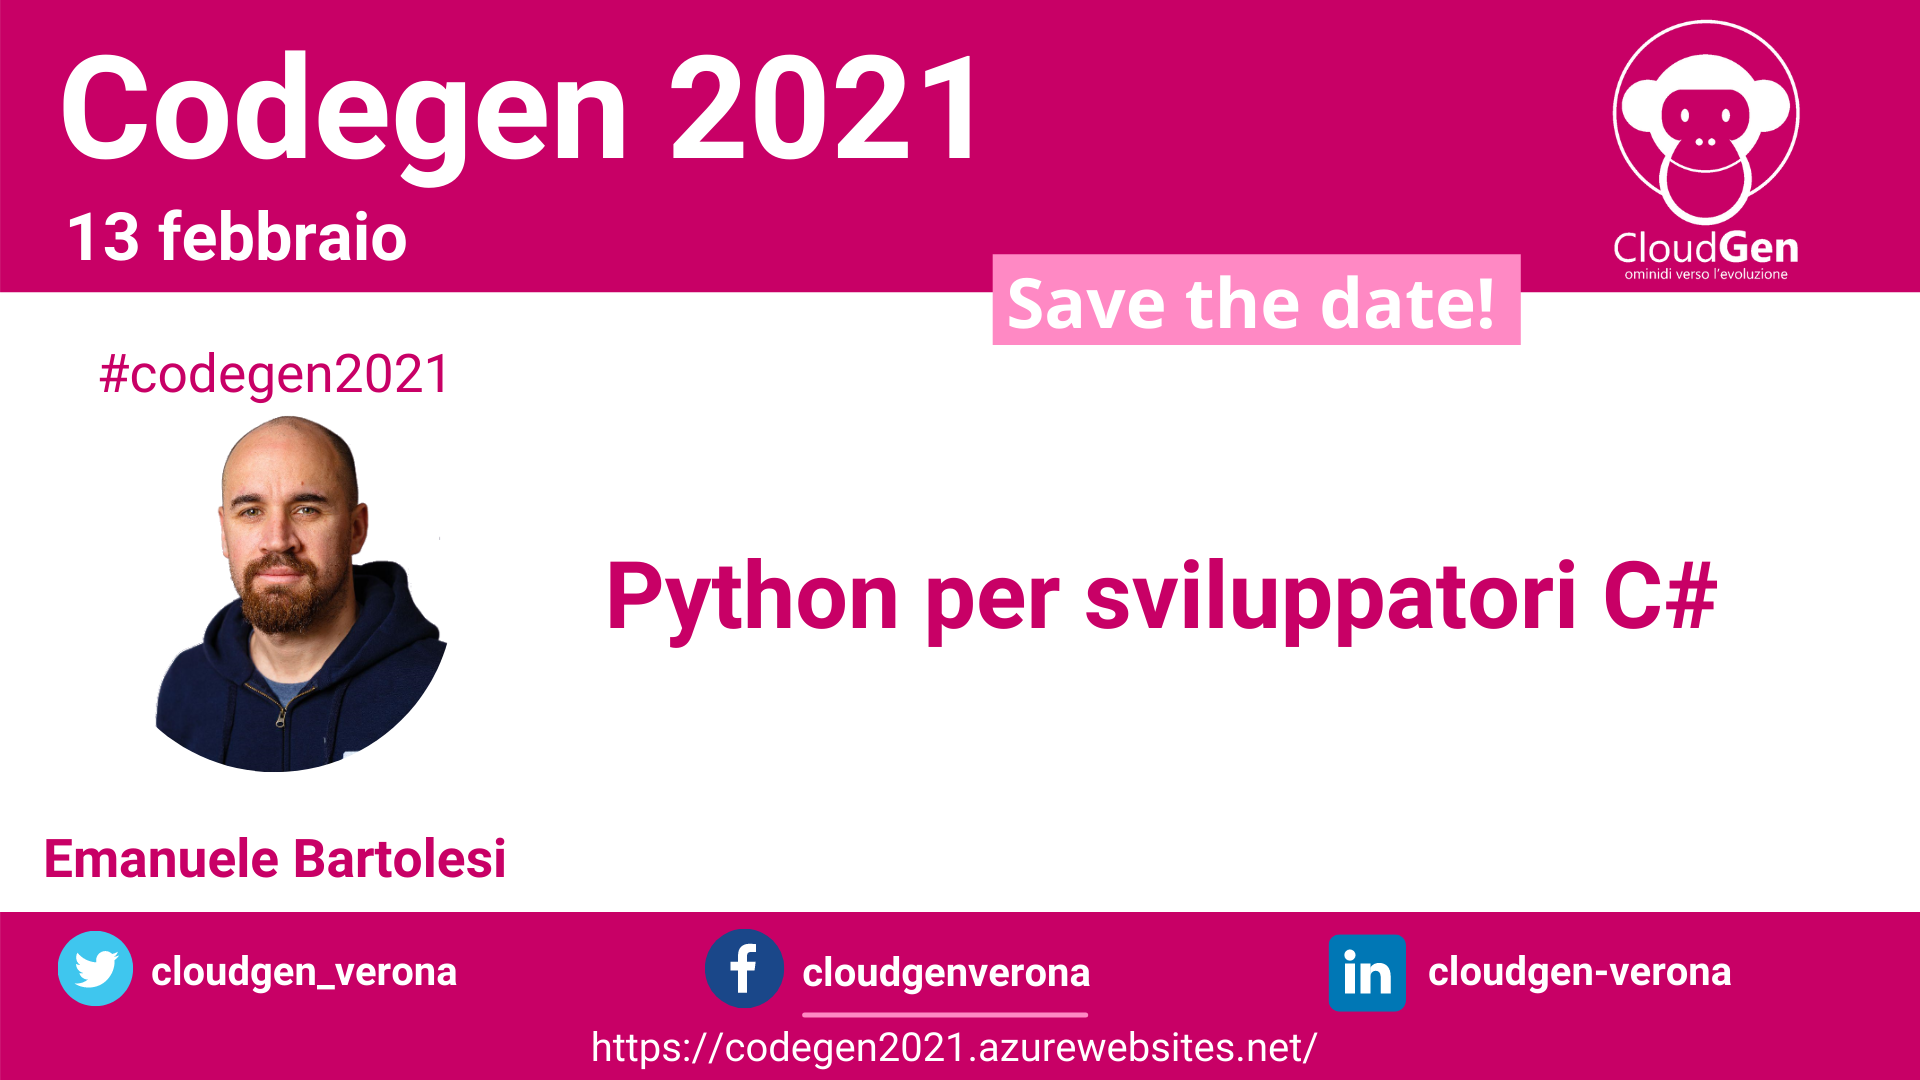 Codegen 2021
13 febbraio
CloudGen
ominidi verso l'evoluzione
Save the date!
#codegen2021
Python per sviluppatori C#
Emanuele Bartolesi
cloudgen_verona
cloudgenverona
cloudgen-verona
https://codegen2021.azurewebsites.net/